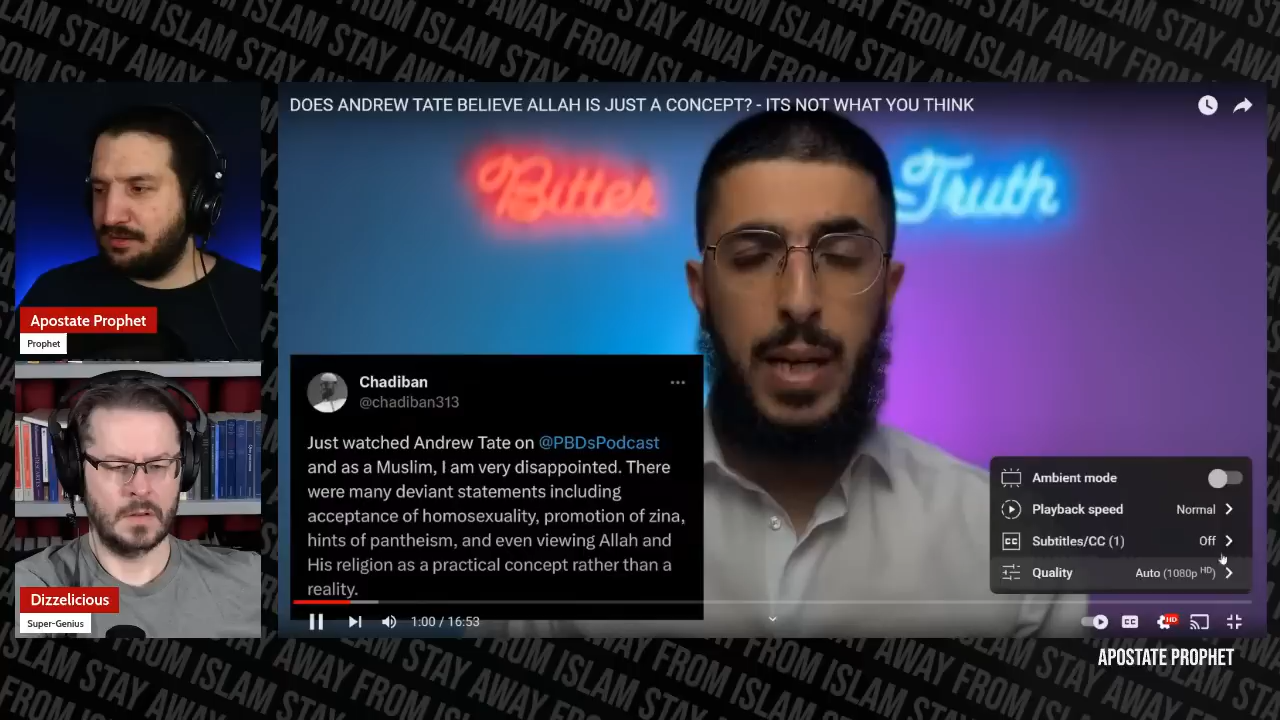 STAY AWAY FROM ISLAM
DOES ANDREW TATE BELIEVE ALLAH IS JUST A CONCEPT? - ITS NOT WHAT YOU THINK
Bitter
Truth
Apostate Prophet
Prophet
Dizzelicious
Super-Genius
Chadiban
@chadiban313
Just watched Andrew Tate on @PBDsPodcast
and as a Muslim, I am very disappointed. There
were many deviant statements including
acceptance of homosexuality, promotion of zina,
hints of pantheism, and even viewing Allah and
His religion as a practical concept rather than a
reality.
Ambient mode
Playback speed Normal
Subtitles/CC (1) Off
Quality Auto (1080p HD)
1:00 / 16:53
CC
HD
APOSTATE PROPHET